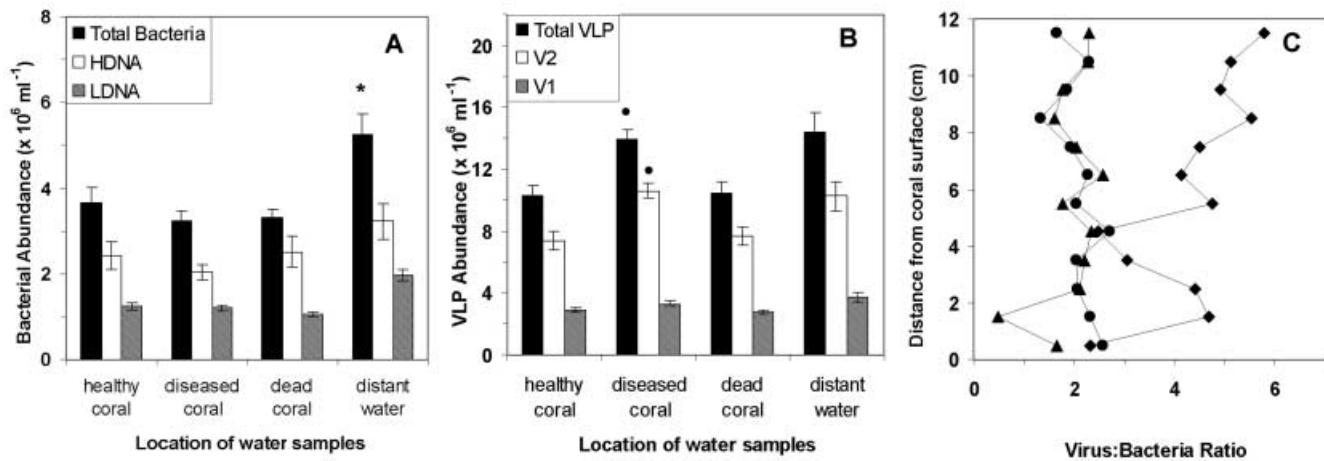 A
Total Bacteria
HDNA
LDNA
*
Bacterial Abundance (x 10⁶ ml⁻¹)
8
6
4
2
0
healthy coral
diseased coral
dead coral
distant water
Location of water samples
B
Total VLP
V2
V1
VLP Abundance (x 10⁶ ml⁻¹)
20
16
12
8
4
0
healthy coral
diseased coral
dead coral
distant water
Location of water samples
C
Distance from coral surface (cm)
12
10
8
6
4
2
0
0
2
4
6
Virus:Bacteria Ratio